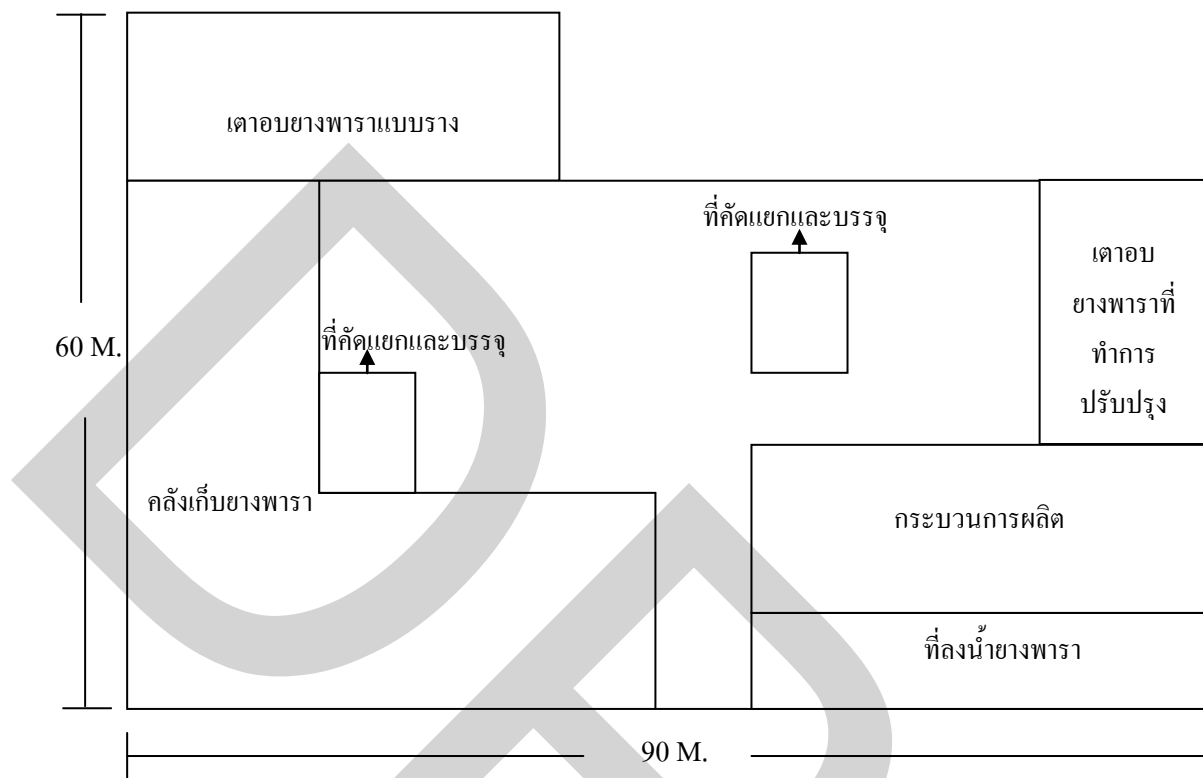 เตาอบยางพาราแบบราง
ที่คัดแยกและบรรจุ
เตาอบ
ยางพาราที่
ทำการ
ปรับปรุง
60 M.
ที่คัดแยกและบรรจุ
คลังเก็บยางพารา
กระบวนการผลิต
ที่ลงน้ำยางพารา
90 M.